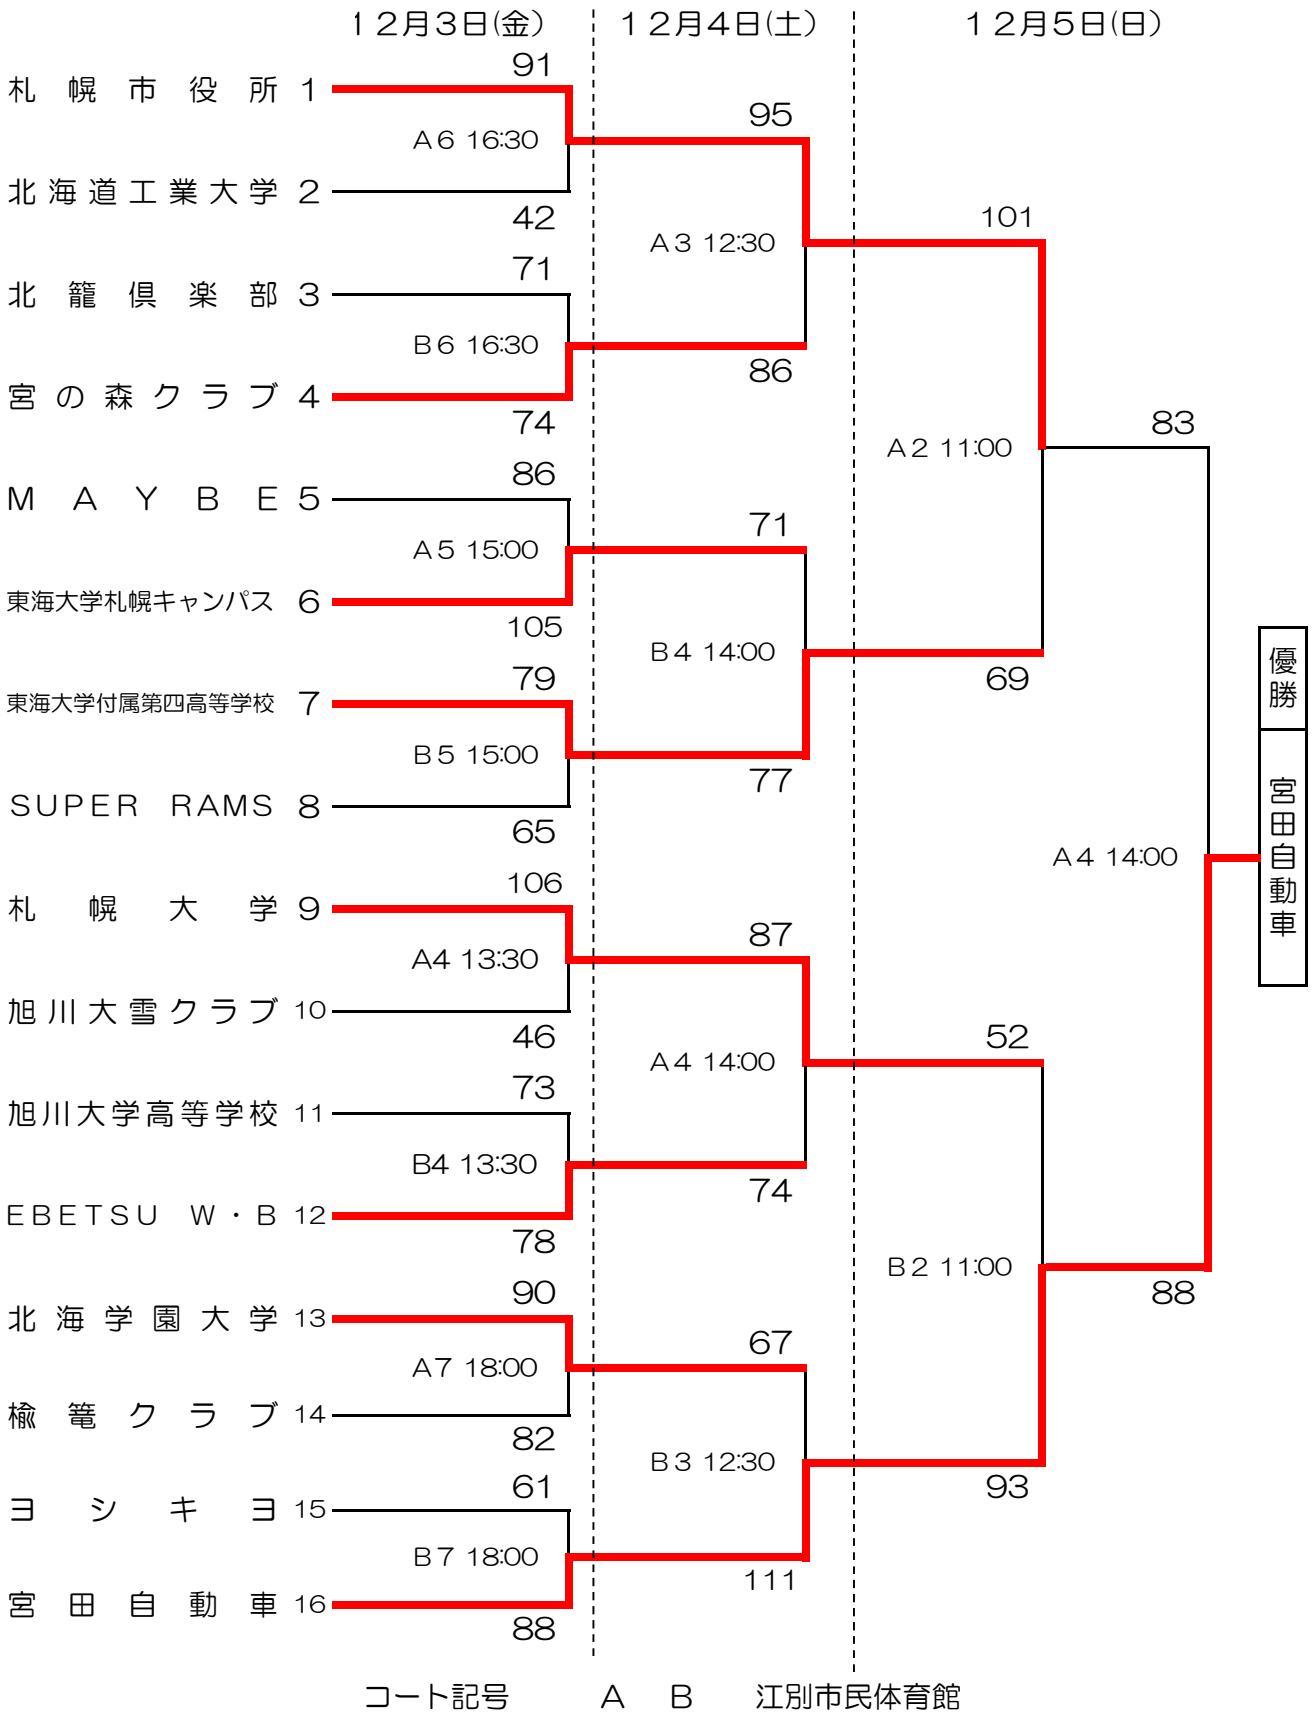 12月3日(金)
12月4日(土)
12月5日(日)
91
札幌市役所 1
95
A6 16:30
北海道工業大学 2
42
101
A3 12:30
71
北籠倶楽部 3
B6 16:30
86
宮の森クラブ 4
74
83
A2 11:00
86
MAYBE 5
71
A5 15:00
東海大学札幌キャンパス 6
105
B4 14:00
79
69
優勝
東海大学付属第四高等学校 7
B5 15:00
77
SUPER RAMS 8
65
宮田自動車
A4 14:00
106
札幌大学 9
87
A4 13:30
旭川大雪クラブ 10
46
52
A4 14:00
73
旭川大学高等学校 11
B4 13:30
74
EBETSU W・B 12
78
B2 11:00
90
88
北海学園大学 13
67
A7 18:00
楡篭クラブ 14
82
B3 12:30
61
93
ヨシキヨ 15
B7 18:00
111
宮田自動車 16
88
コート記号 A B 江別市民体育館